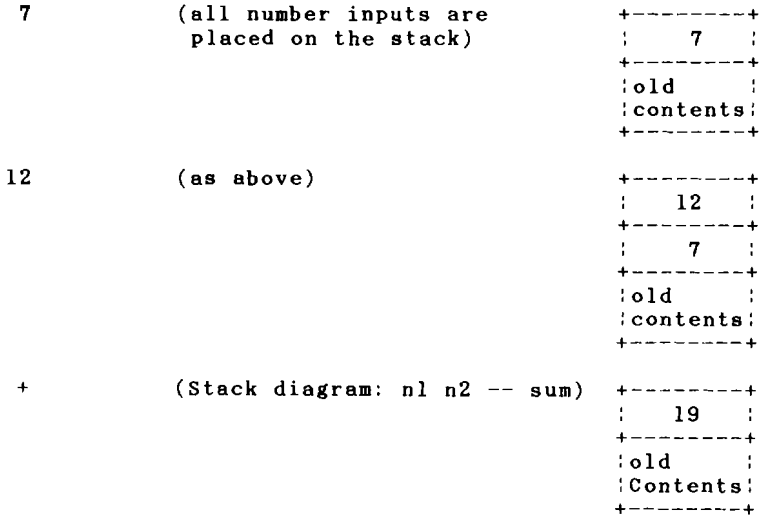 7 (all number inputs are +--------+
placed on the stack) ¦ 7 ¦
+--------+
¦old ¦
¦contents¦
+--------+
12 (as above) +--------+
¦ 12 ¦
+--------+
¦ 7 ¦
+--------+
¦old ¦
¦contents¦
+--------+
+ (Stack diagram: n1 n2 -- sum) +--------+
¦ 19 ¦
+--------+
¦old ¦
¦Contents¦
+--------+